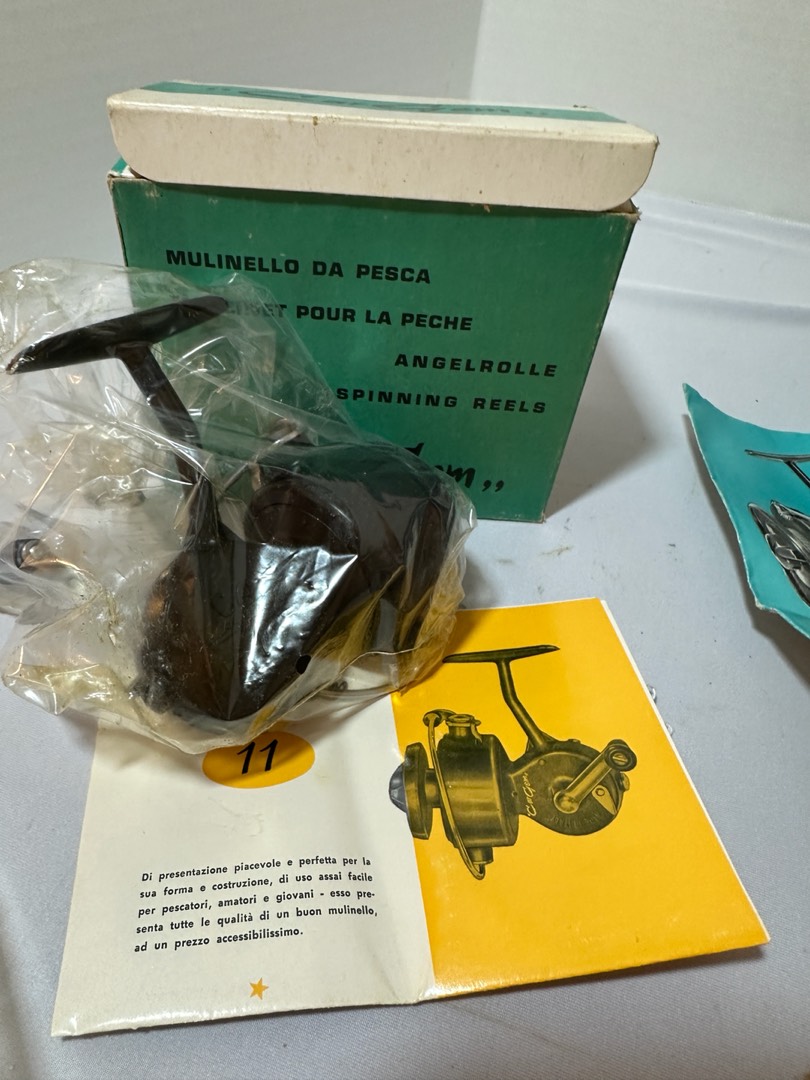 MULINELLO DA PESCA
POUR LA PECHE
ANGELROLLE
SPINNING REELS
11
Di presentazione piacevole e perfetta per la
sua forma e costruzione, di uso assai facile
per pescatori, amatori e giovani - esso pre-
senta tutte le qualità di un buon mulinello,
ad un prezzo accessibilissimo.